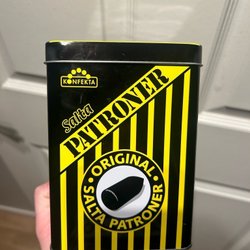 KONFEKTA
Salta
PATRONER
• ORIGINAL •
SALTA PATRONER